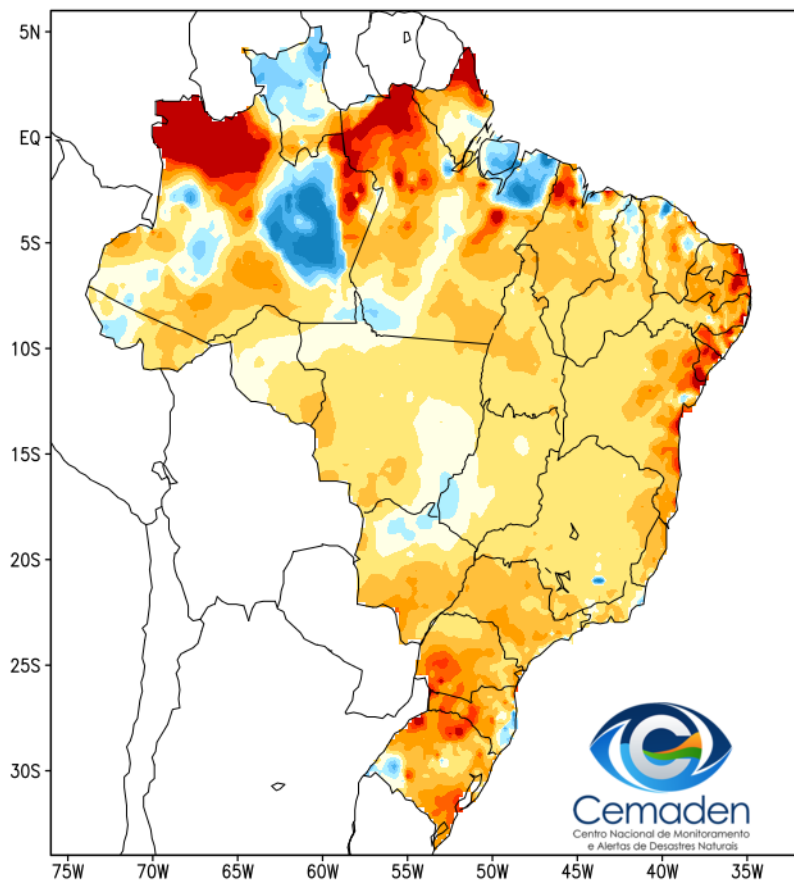 5N
EQ
5S
10S
15S
20S
25S
30S
75W 70W 65W 60W 55W 50W 45W 40W 35W
Cemaden
Centro Nacional de Monitoramento
e Alertas de Desastres Naturais